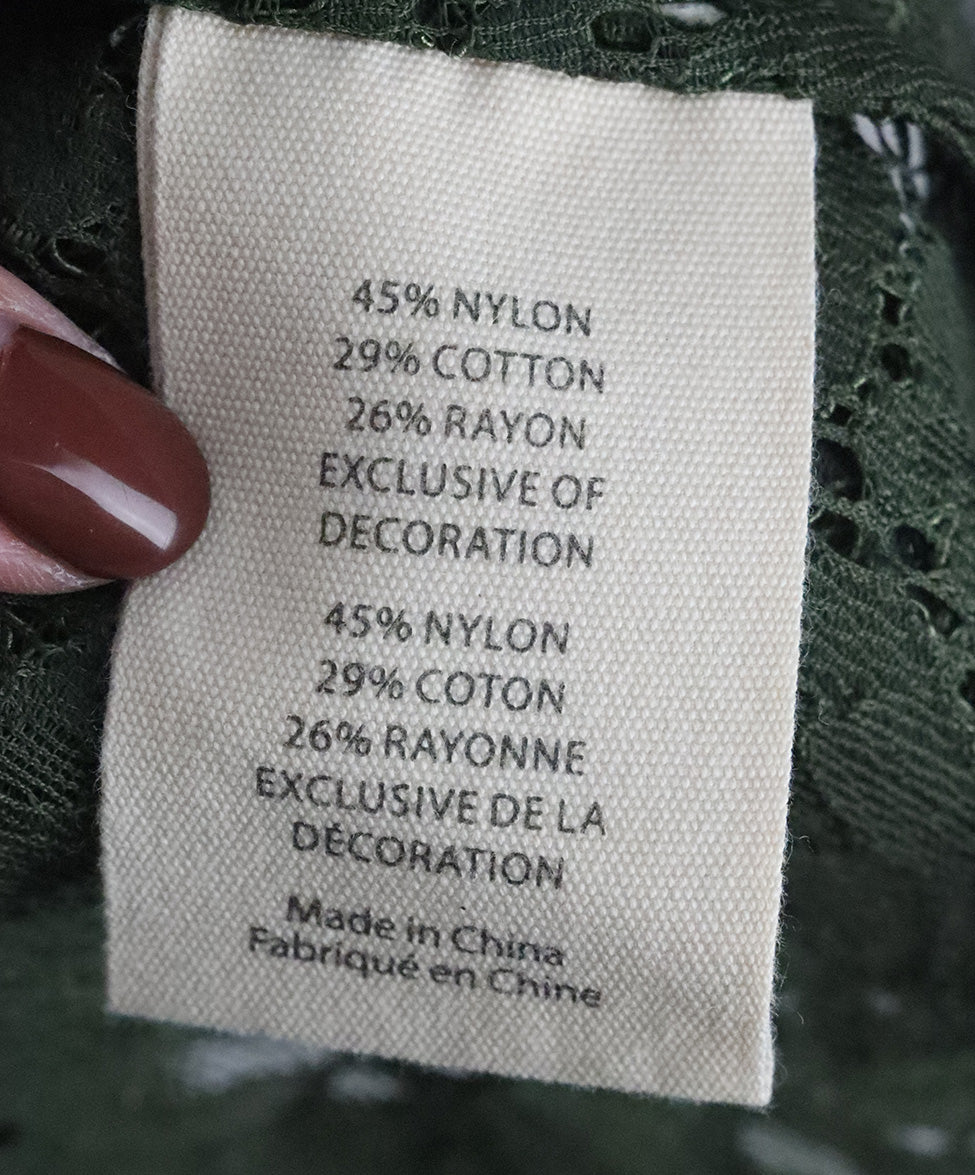 45% NYLON
29% COTTON
26% RAYON
EXCLUSIVE OF
DECORATION
45% NYLON
29% COTON
26% RAYONNE
EXCLUSIVE DE LA
DÉCORATION
Made in China
Fabriqué en Chine